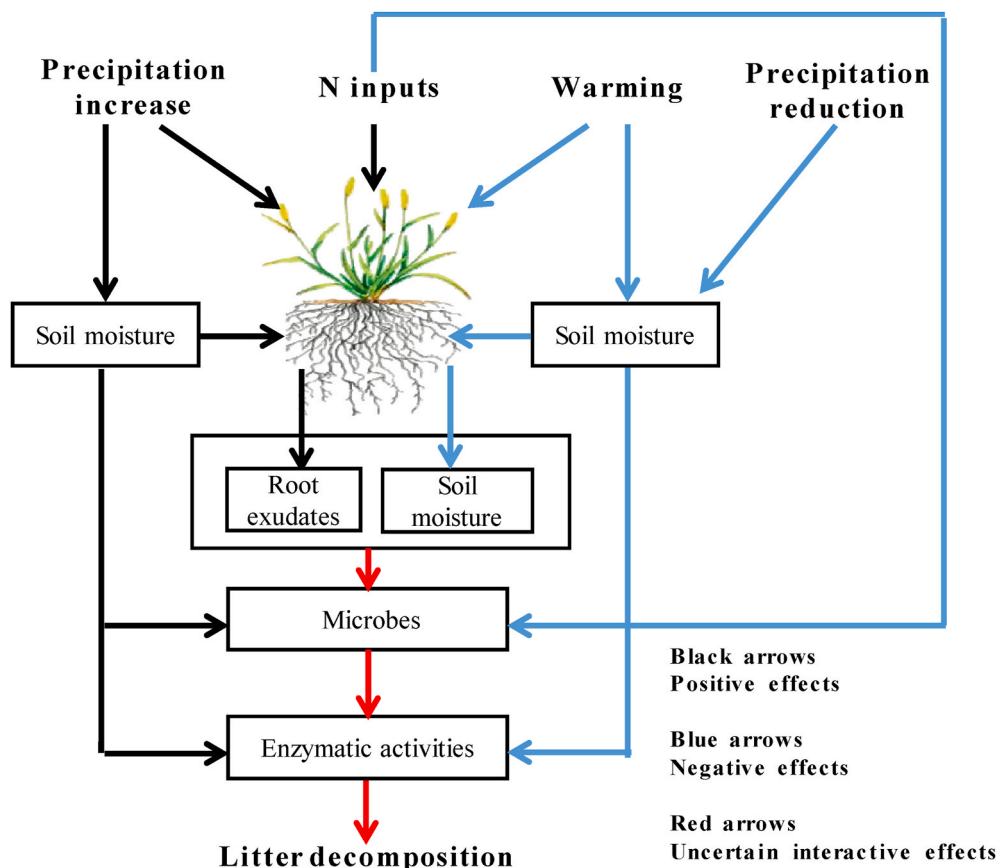 Precipitation
increase
N inputs
Warming
Precipitation
reduction
Soil moisture
Soil moisture
Root
exudates
Soil
moisture
Microbes
Enzymatic activities
Litter decomposition
Black arrows
Positive effects
Blue arrows
Negative effects
Red arrows
Uncertain interactive effects